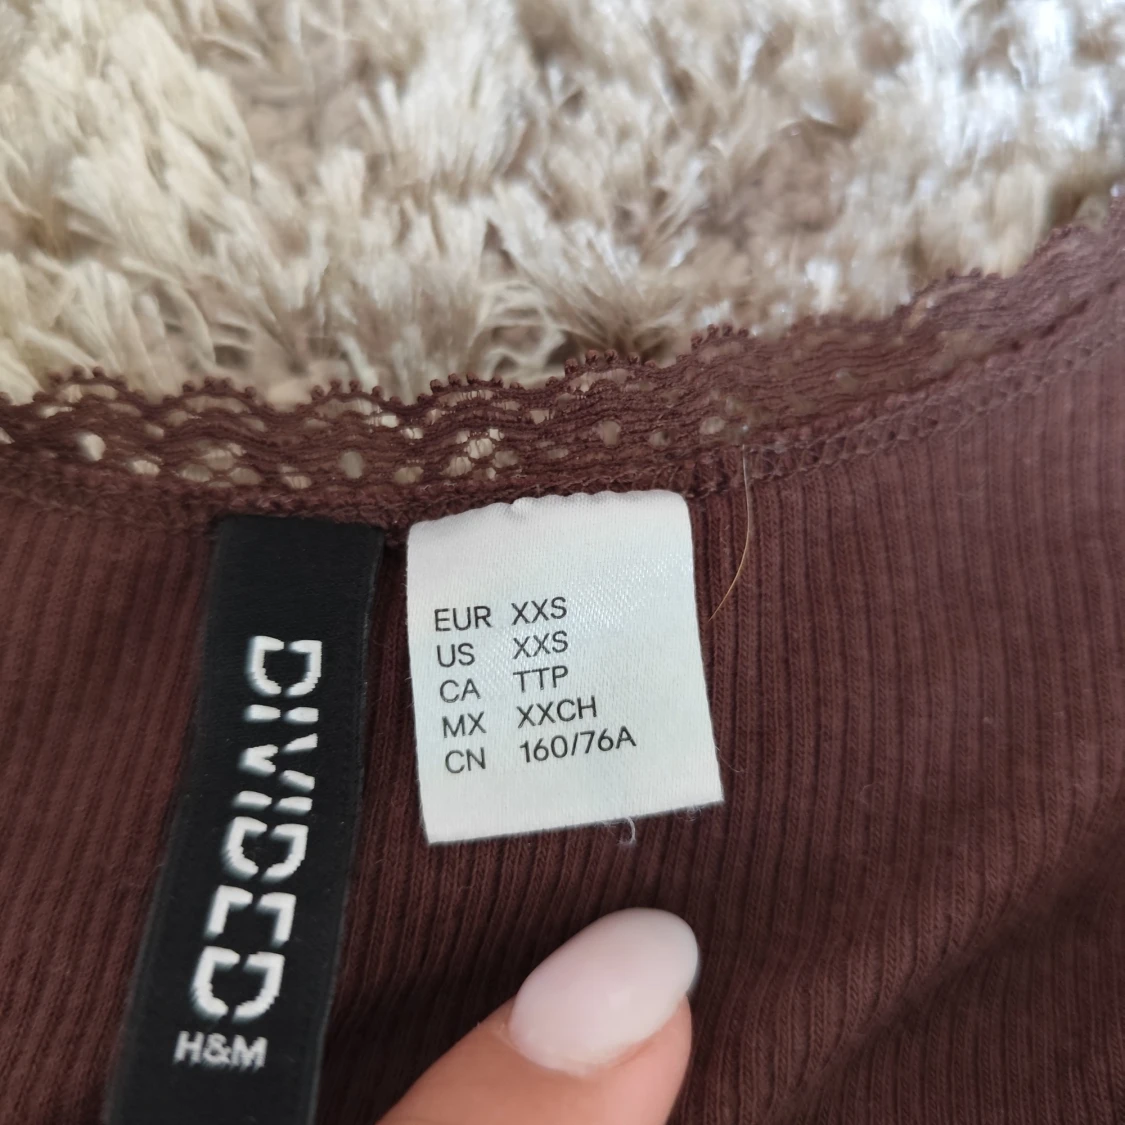 DIVIDED
H&M
EUR XXS
US XXS
CA TTP
MX XXCH
CN 160/76A